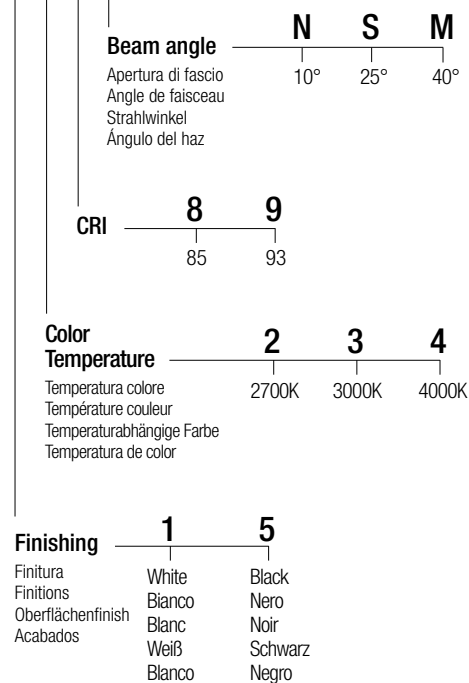 Beam angle N S M
Apertura di fascio 10° 25° 40°
Angle de faisceau
Strahlwinkel
Ángulo del haz
CRI 8 9
85 93
Color
Temperature 2 3 4
Temperatura colore 2700K 3000K 4000K
Température couleur
Temperaturabhängige Farbe
Temperatura de color
Finishing 1 5
Finitura White Black
Finitions Bianco Nero
Oberflächenfinish Blanc Noir
Acabados Weiß Schwarz
Blanco Negro